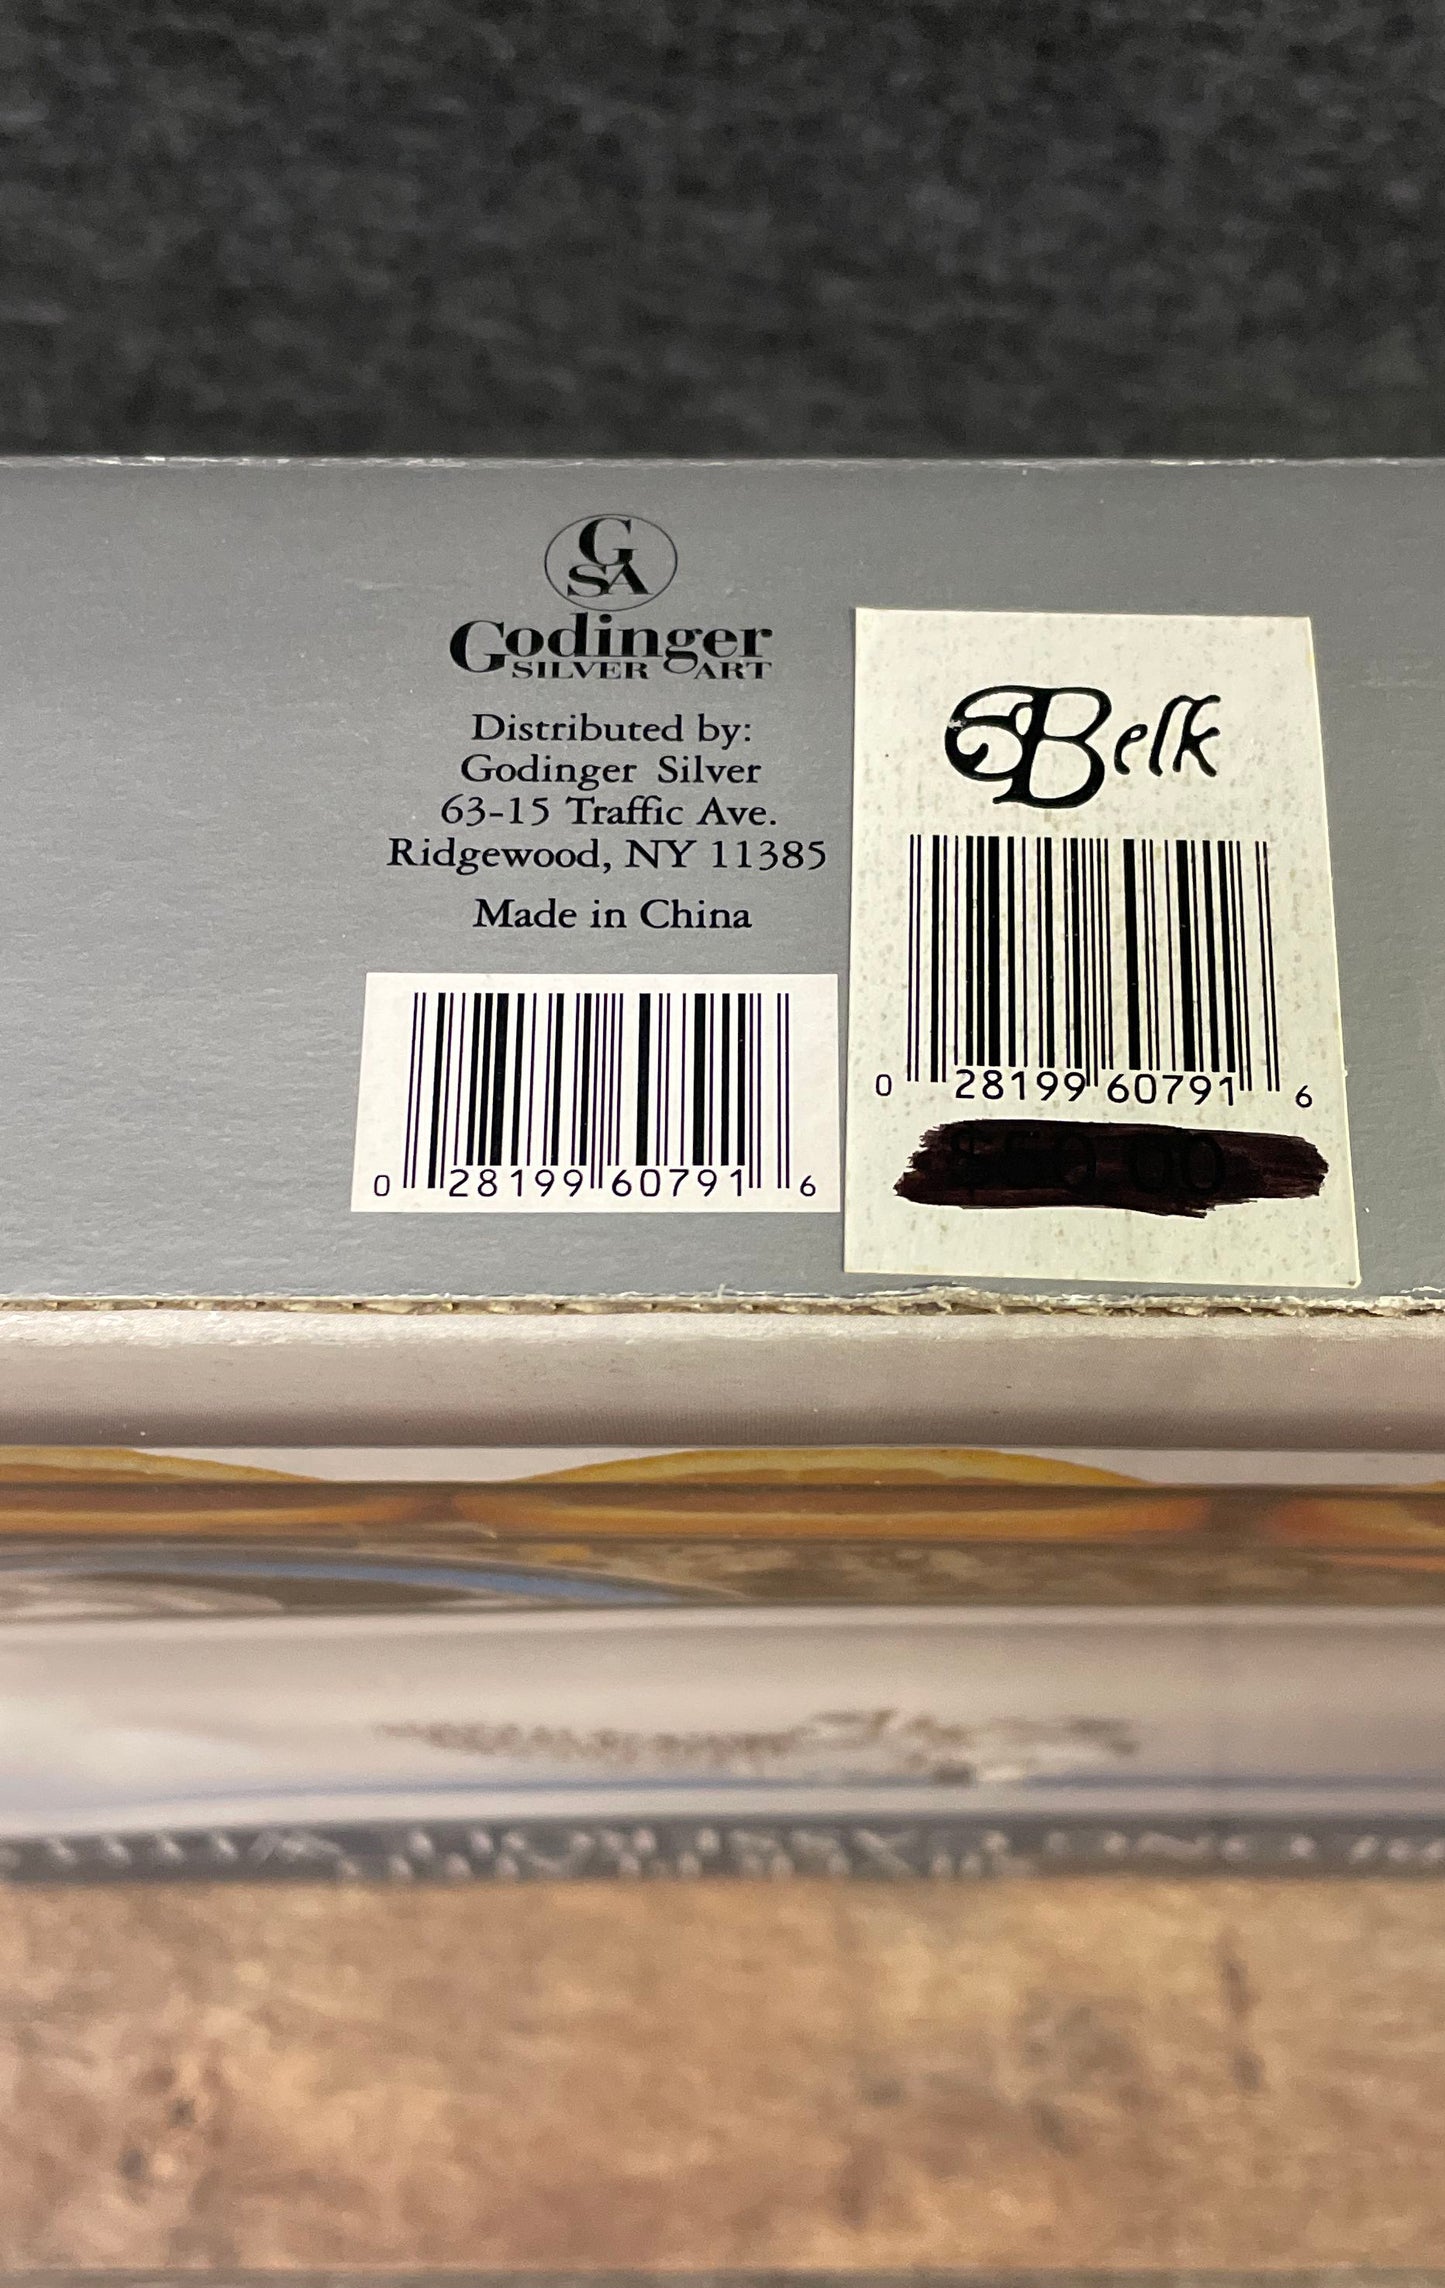 GSA
Godinger
SILVER ART
Distributed by:
Godinger Silver
63-15 Traffic Ave.
Ridgewood, NY 11385
Made in China
0 28199 60791 6
Belk
0 28199 60791 6